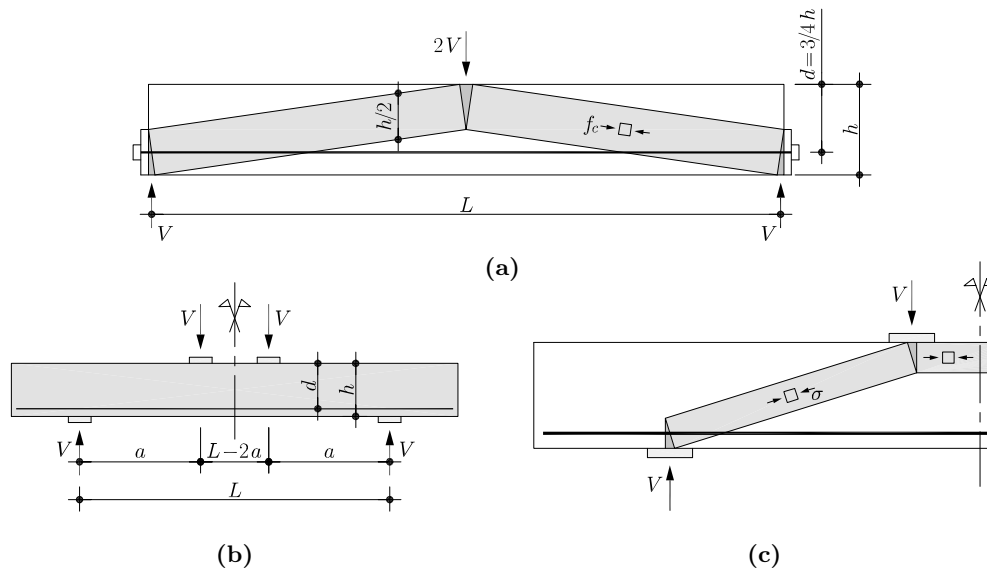 2V
d=3/4 h
h/2
f_c
h
L
V
V
(a)
V
V
d
h
V
V
a
L−2a
a
L
(b)
V
σ
V
(c)